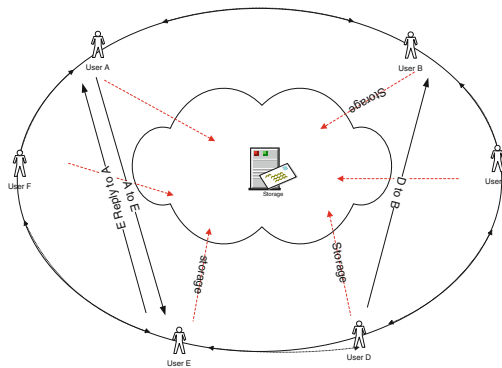 User A
User B
Storage
User F
User
Storage
E Reply to A
A to E
D to B
storage
Storage
User E
User D